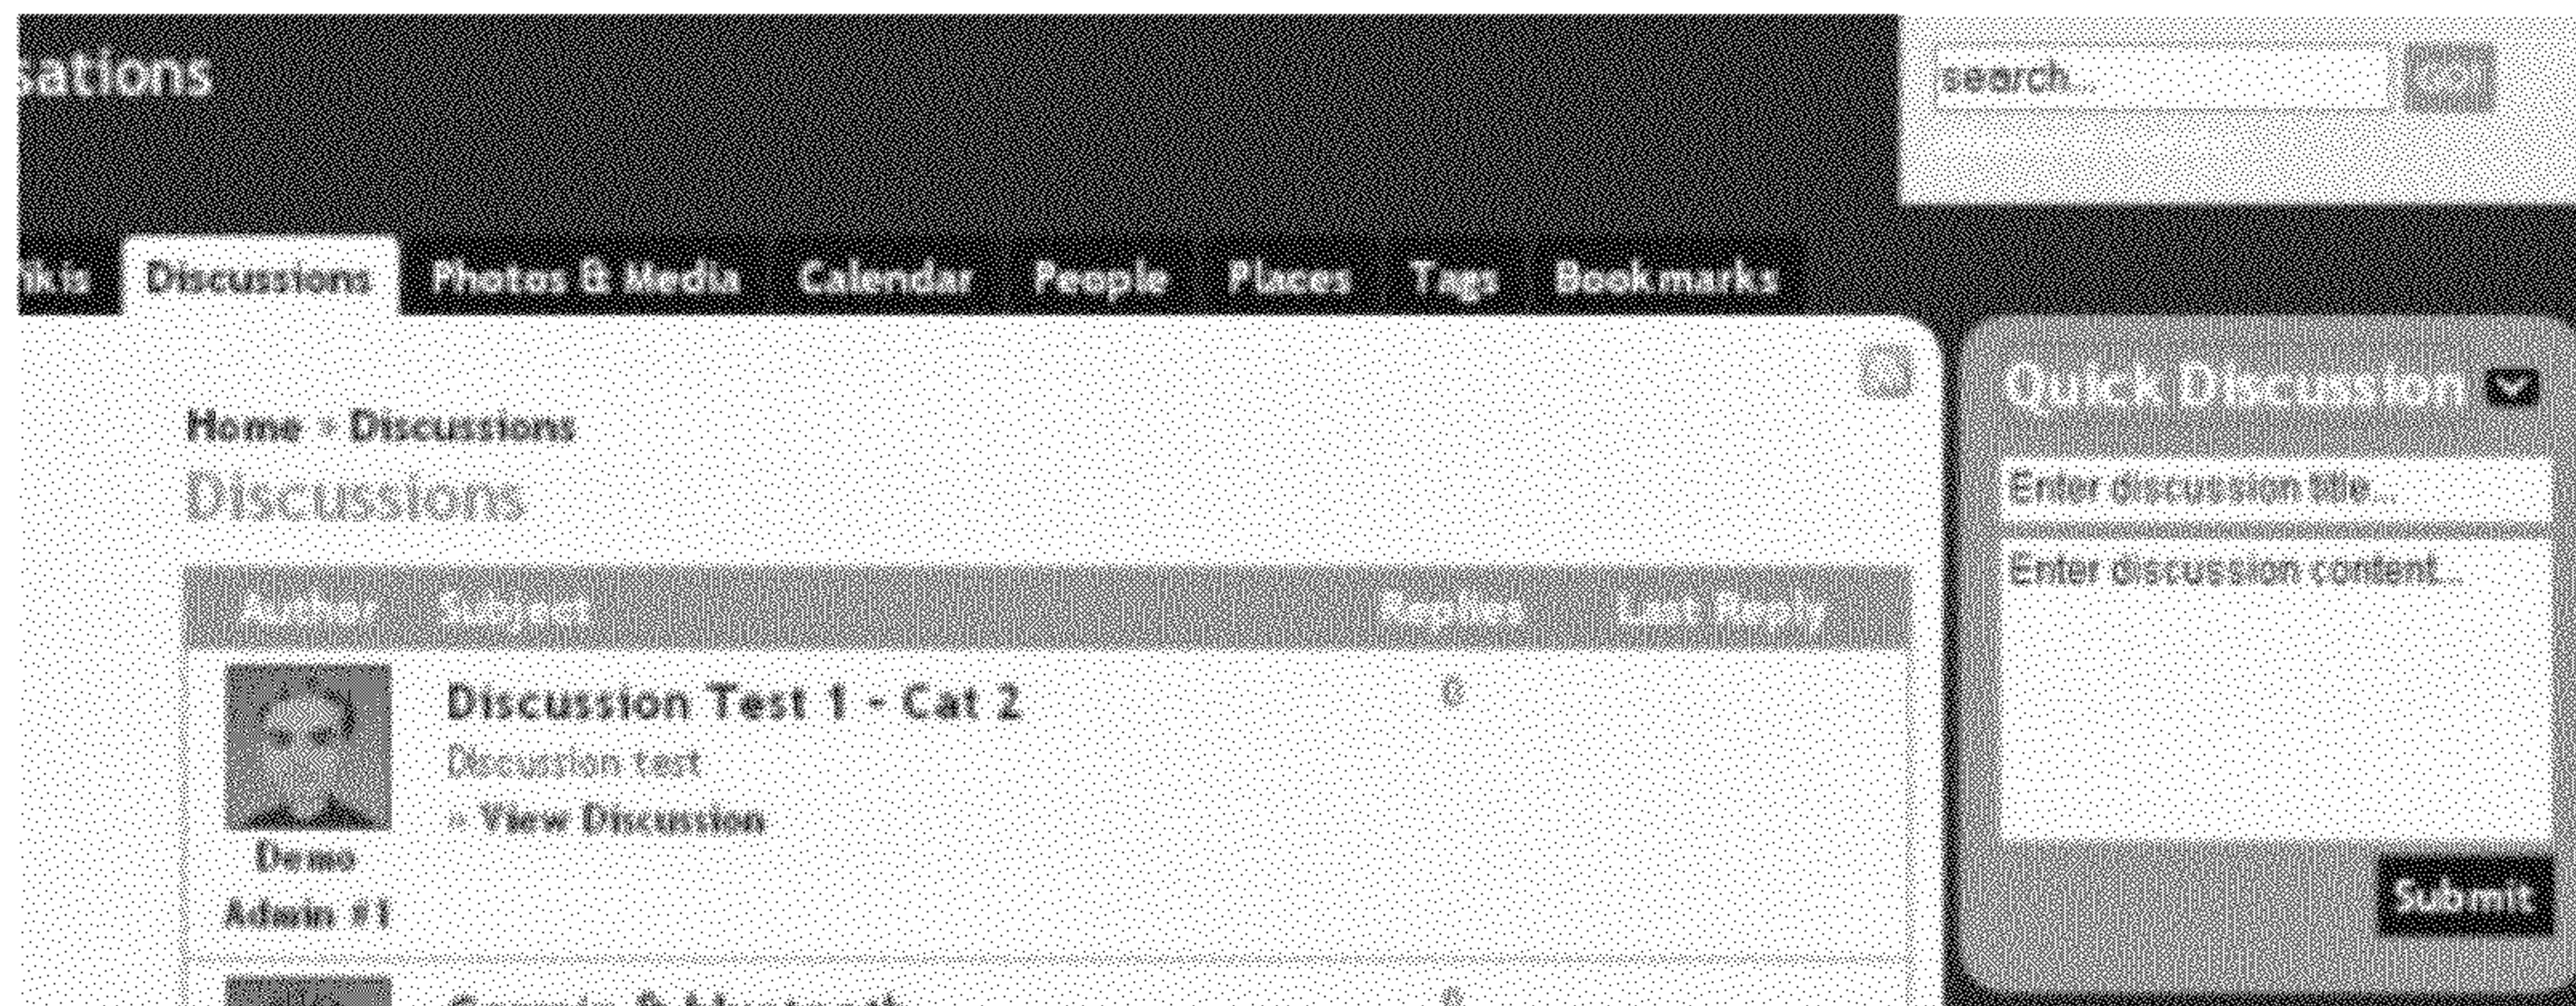 sations
search...
ikis Discussions Photos & Media Calendar People Places Tags Bookmarks
Quick Discussion
Home » Discussions
Discussions
Enter discussion title...
Enter discussion content...
Author Subject Replies Last Reply
Discussion Test 1 - Cat 2 0
Discussion test
» View Discussion
Demo
Admin #1
Submit